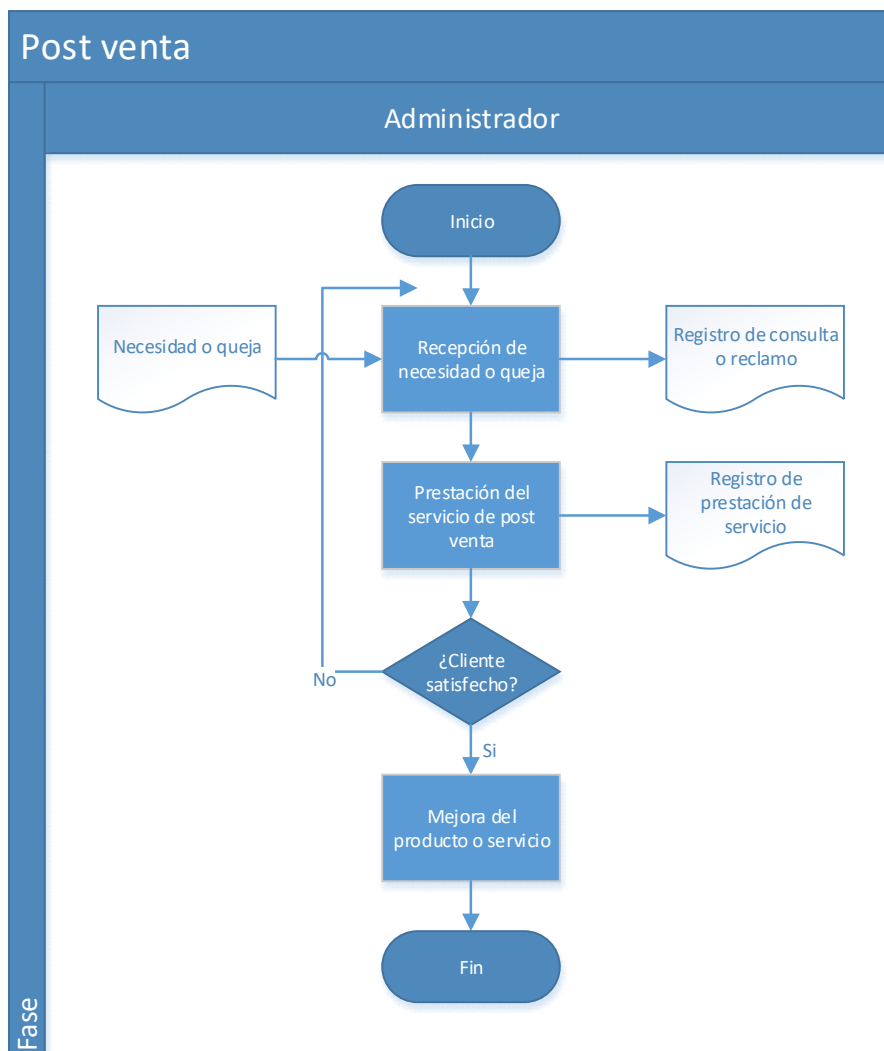 Post venta
Administrador
Inicio
Necesidad o queja
Recepción de
necesidad o queja
Registro de consulta
o reclamo
Prestación del
servicio de post
venta
Registro de
prestación de
servicio
¿Cliente
satisfecho?
No
Si
Mejora del
producto o servicio
Fin
Fase